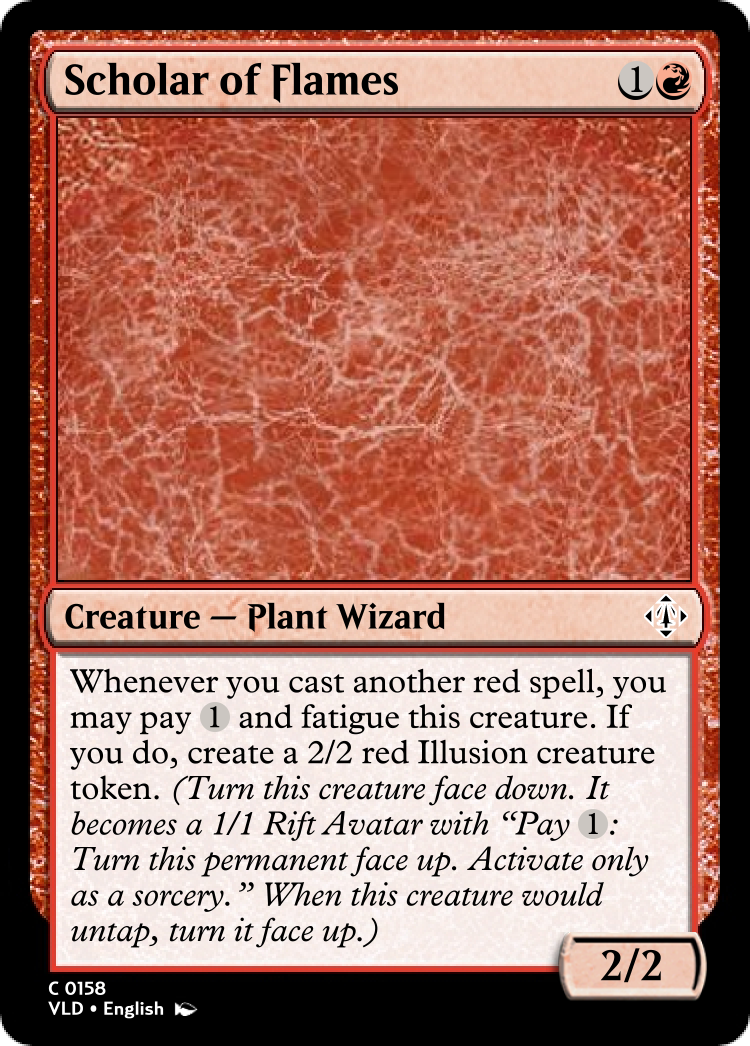 Scholar of Flames 1
Creature — Plant Wizard
Whenever you cast another red spell, you
may pay 1 and fatigue this creature. If
you do, create a 2/2 red Illusion creature
token. (Turn this creature face down. It
becomes a 1/1 Rift Avatar with “Pay 1:
Turn this permanent face up. Activate only
as a sorcery.” When this creature would
untap, turn it face up.)
2/2
C 0158
VLD • English